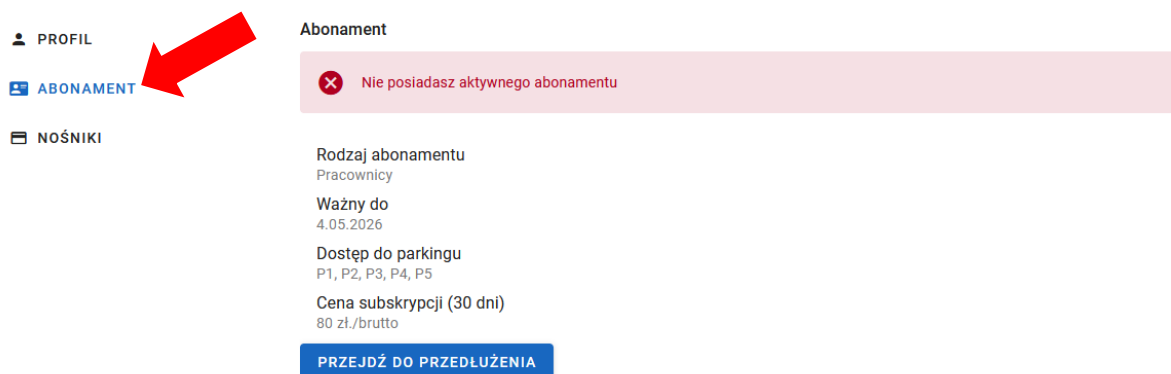 PROFIL
ABONAMENT
NOŚNIKI
Abonament
Nie posiadasz aktywnego abonamentu
Rodzaj abonamentu
Pracownicy
Ważny do
4.05.2026
Dostęp do parkingu
P1, P2, P3, P4, P5
Cena subskrypcji (30 dni)
80 zł./brutto
PRZEJDŹ DO PRZEDŁUŻENIA